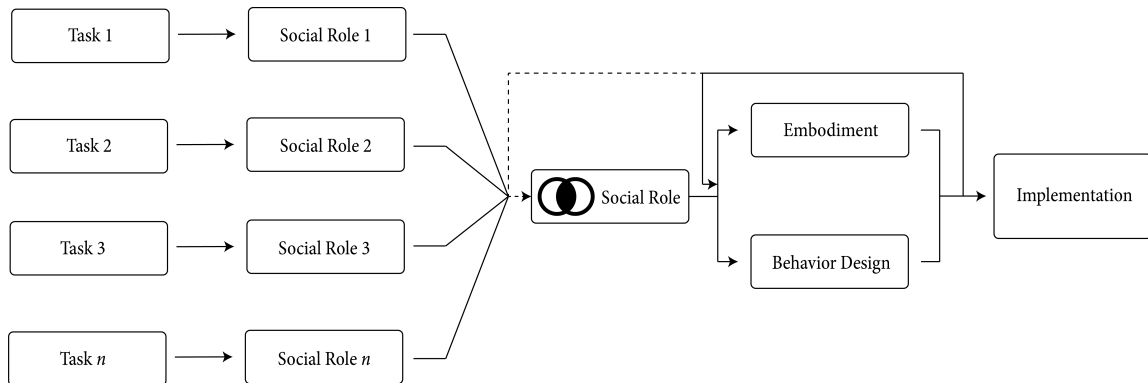 Task 1
Social Role 1
Task 2
Social Role 2
Task 3
Social Role 3
Task n
Social Role n
Social Role
Embodiment
Behavior Design
Implementation